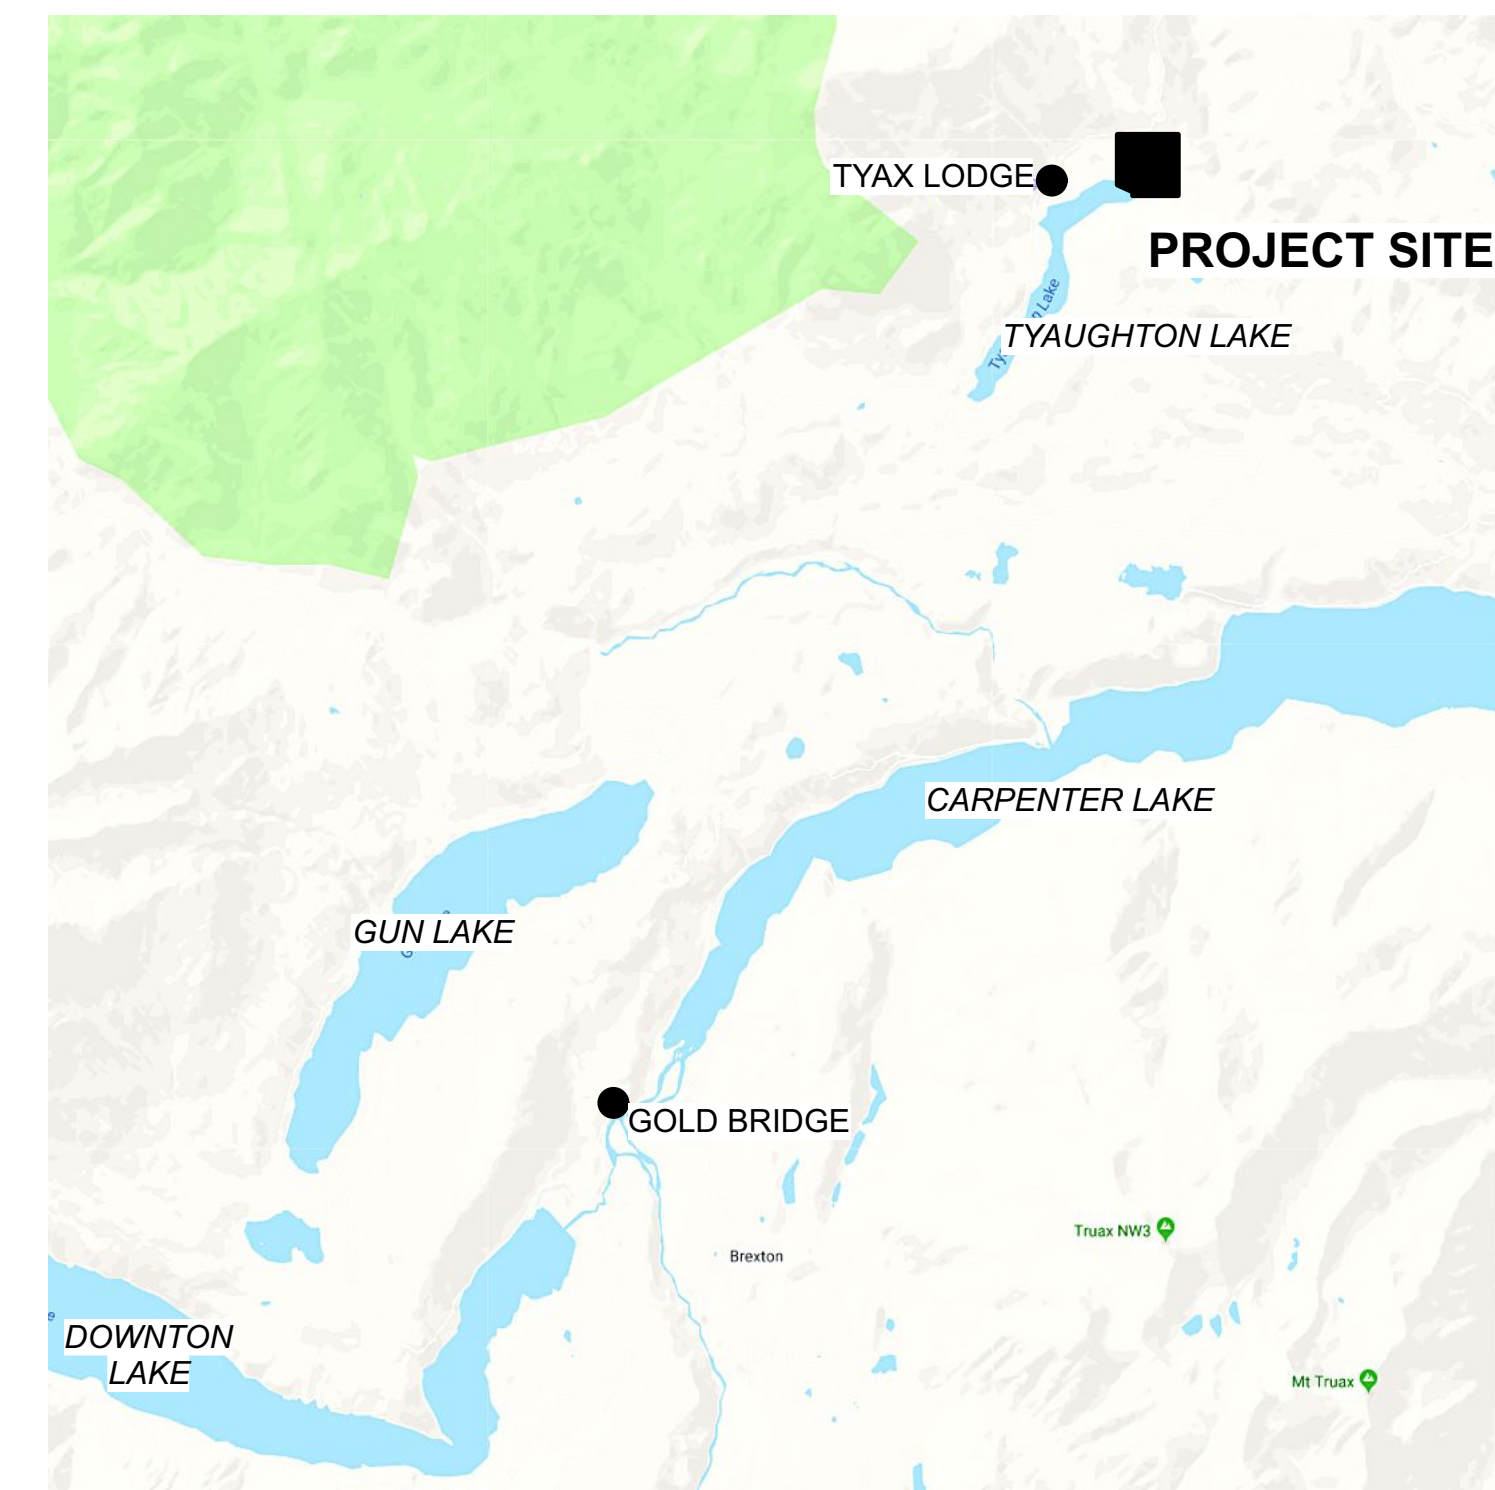 TYAX LODGE
PROJECT SITE
TYAUGHTON LAKE
Lake
CARPENTER LAKE
GUN LAKE
GOLD BRIDGE
Truax NW3
Brexton
DOWNTON
LAKE
Mt Truax